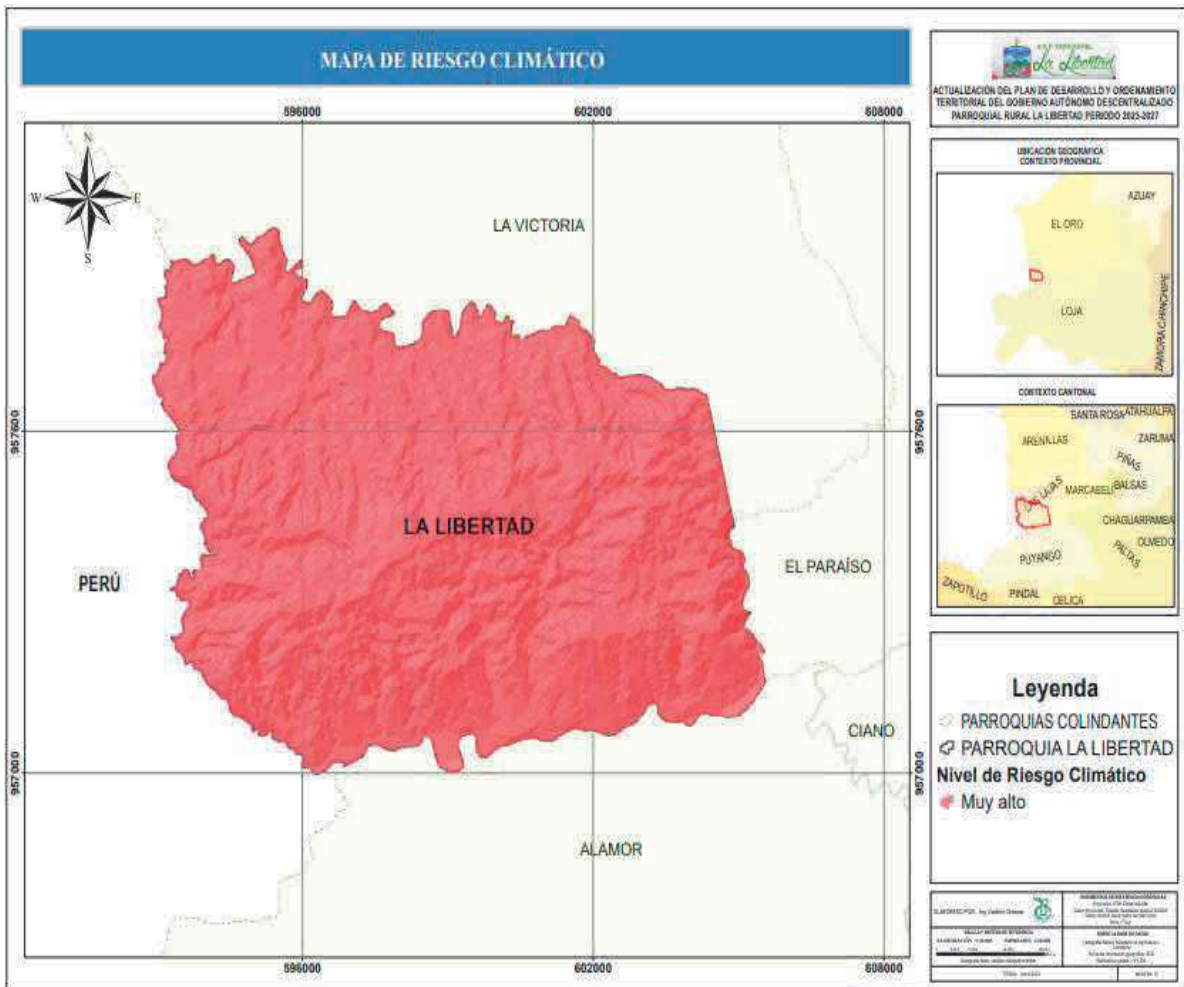 MAPA DE RIESGO CLIMÁTICO
596000
602000
608000
N
W
E
S
LA VICTORIA
957600
957600
LA LIBERTAD
PERÚ
EL PARAÍSO
CIANO
957000
957000
ALAMOR
596000
602000
608000
La Libertad
ACTUALIZACIÓN DEL PLAN DE DESARROLLO Y ORDENAMIENTO
TERRITORIAL DEL GOBIERNO AUTÓNOMO DESCENTRALIZADO
PARROQUIAL RURAL LA LIBERTAD PERIODO 2023-2027
UBICACIÓN GEOGRÁFICA
CONTEXTO PROVINCIAL
AZUAY
EL ORO
LOJA
ZAMORA CHINCHIPE
CONTEXTO CANTONAL
SANTA ROSA
ATAHUALPA
ARENILLAS
ZARUMA
PIÑAS
LAS LAJAS
MARCABELÍ
BALSAS
CHAGUARPAMBA
OLMEDO
PALTAS
PUYANGO
ZAPOTILLO
PINDAL
CELICA
Leyenda
PARROQUIAS COLINDANTES
PARROQUIA LA LIBERTAD
Nivel de Riesgo Climático
Muy alto